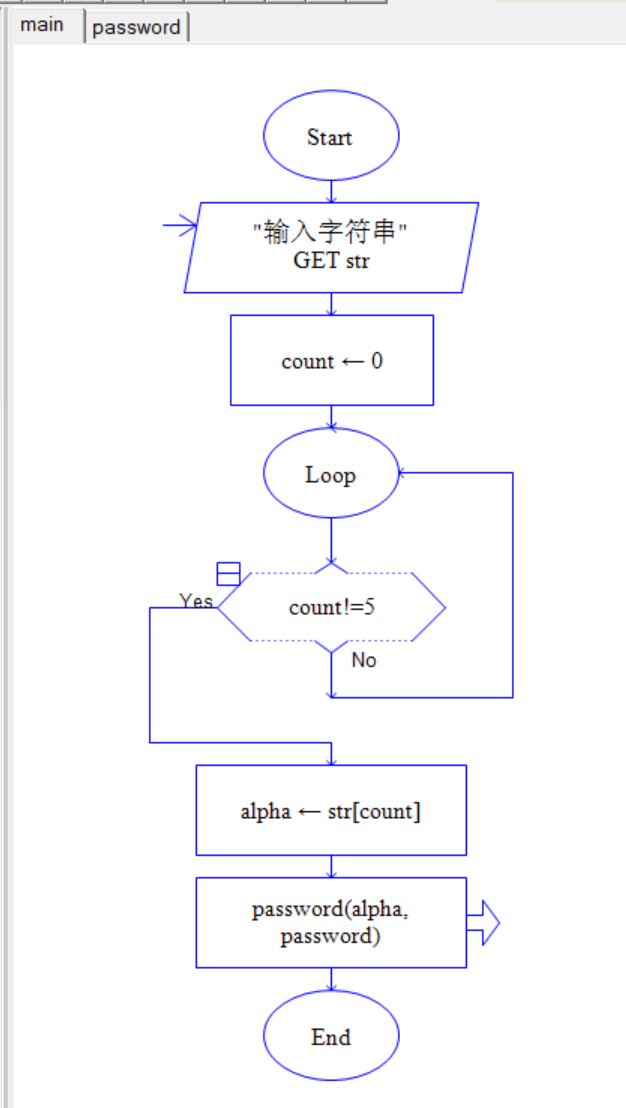 main password
Start
"输入字符串"
GET str
count ← 0
Loop
Yes
count!=5
No
alpha ← str[count]
password(alpha,
password)
End